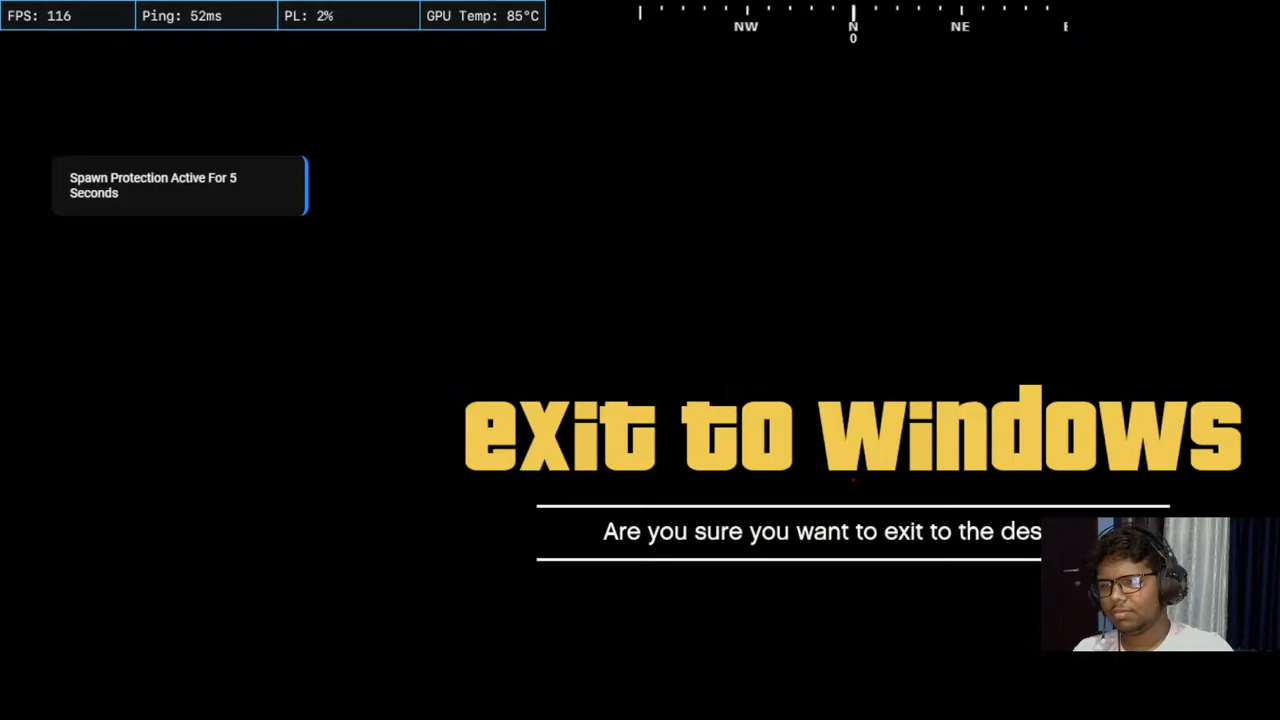 FPS: 116 Ping: 52ms PL: 2% GPU Temp: 85°C
NW N NE
0
Spawn Protection Active For 5
Seconds
exit to windows
Are you sure you want to exit to the des